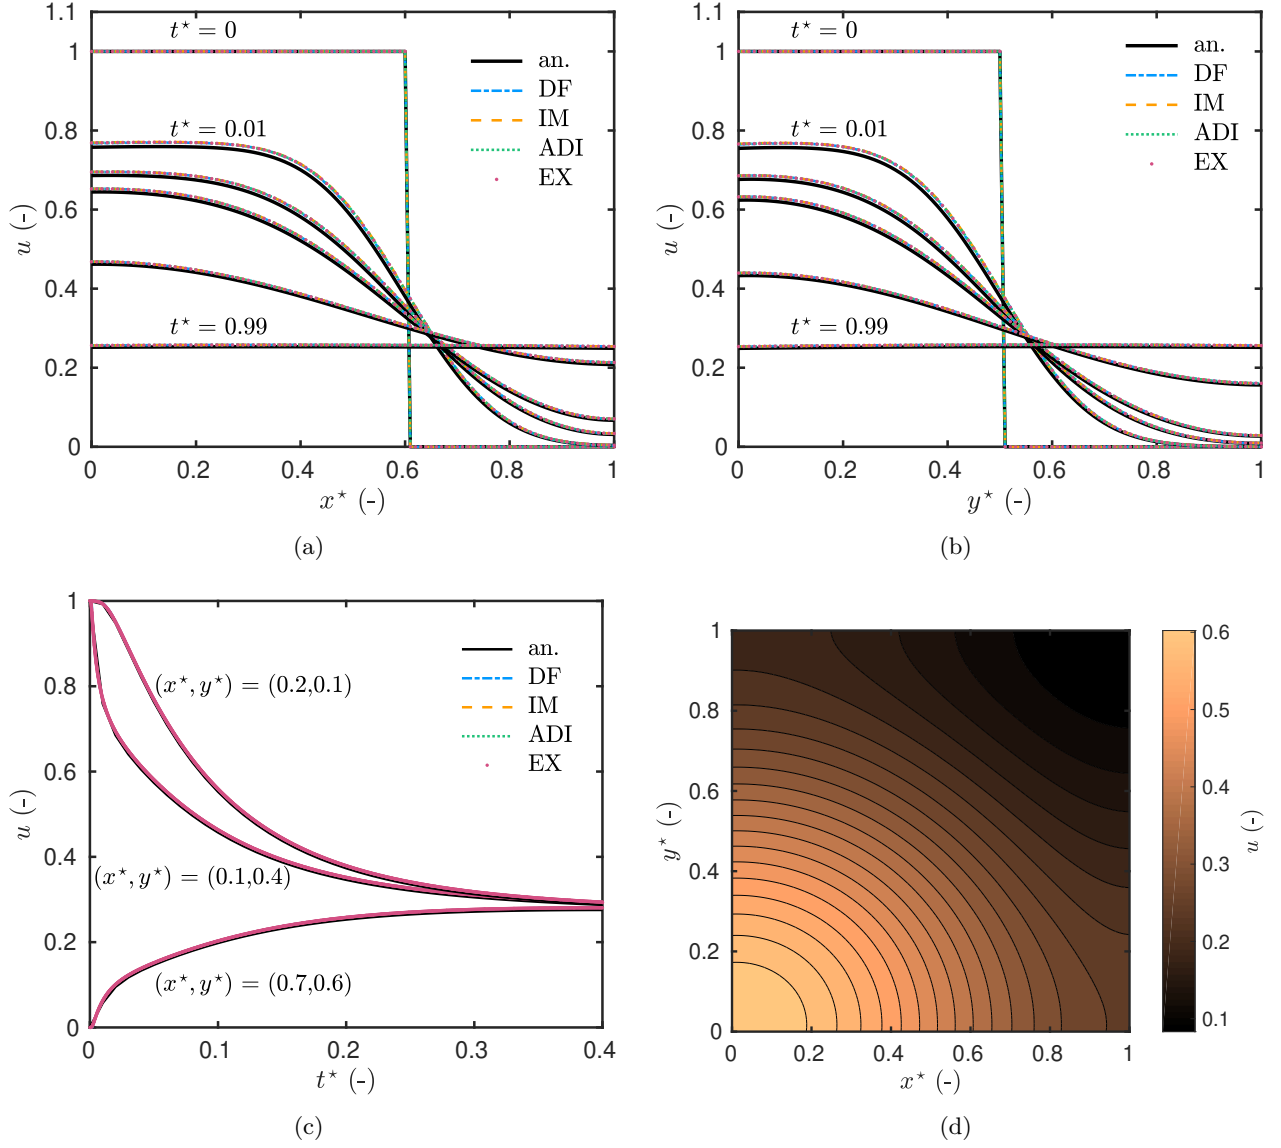 1.1
1
0.8
0.6
0.4
0.2
0
u (-)
t⋆ = 0
t⋆ = 0.01
t⋆ = 0.99
an.
DF
IM
ADI
EX
0 0.2 0.4 0.6 0.8 1
x⋆ (-)
(a)
1.1
1
0.8
0.6
0.4
0.2
0
u (-)
t⋆ = 0
t⋆ = 0.01
t⋆ = 0.99
an.
DF
IM
ADI
EX
0 0.2 0.4 0.6 0.8 1
y⋆ (-)
(b)
1
0.8
0.6
0.4
0.2
0
u (-)
an.
DF
IM
ADI
EX
(x⋆, y⋆) = (0.2,0.1)
(x⋆, y⋆) = (0.1,0.4)
(x⋆, y⋆) = (0.7,0.6)
0 0.1 0.2 0.3 0.4
t⋆ (-)
(c)
1
0.8
0.6
0.4
0.2
0
y⋆ (-)
0 0.2 0.4 0.6 0.8 1
x⋆ (-)
0.6
0.5
0.4
0.3
0.2
0.1
u (-)
(d)